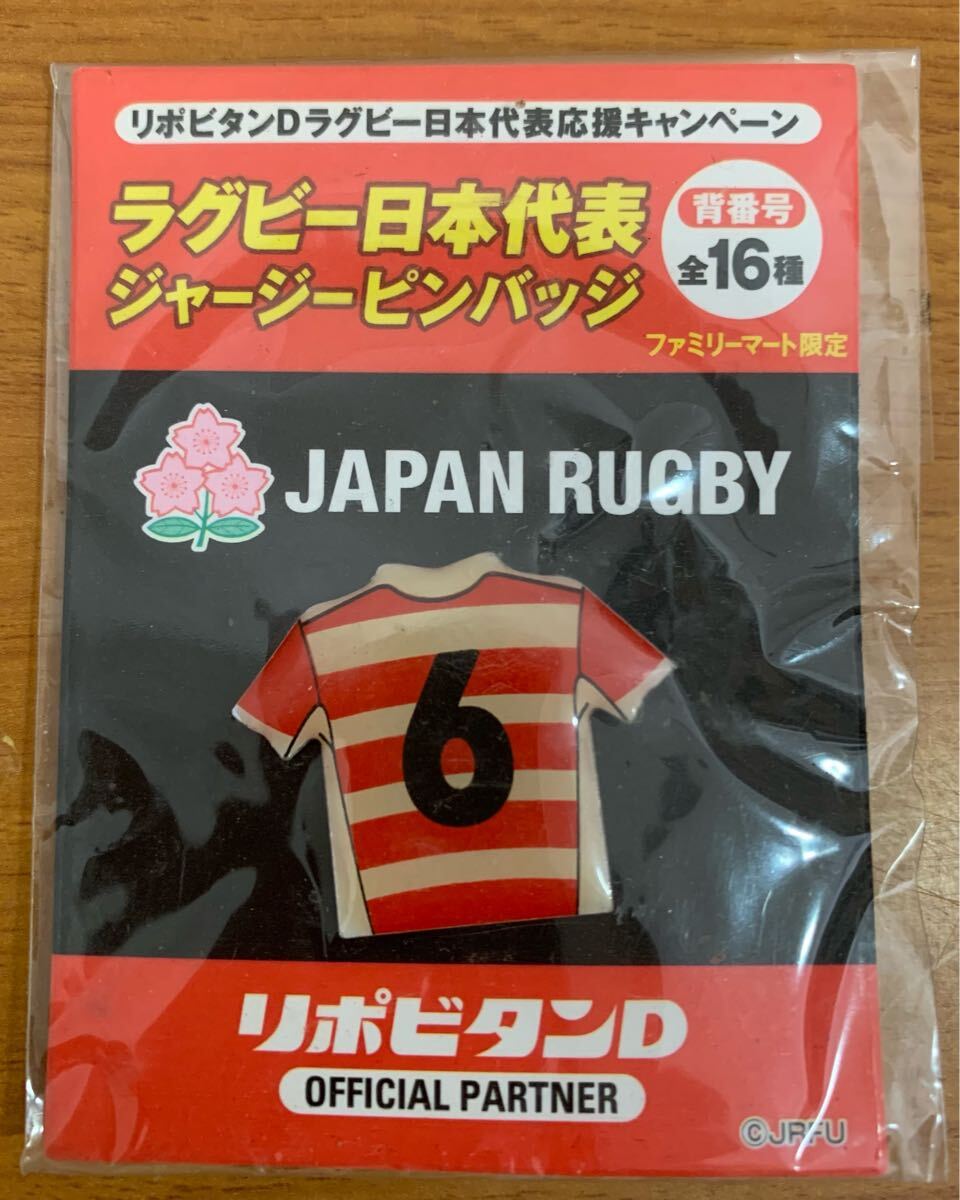 リポビタンDラグビー日本代表応援キャンペーン
ラグビー日本代表
ジャージーピンバッジ
背番号
全16種
ファミリーマート限定
JAPAN RUGBY
6
リポビタンD
OFFICIAL PARTNER
©JRFU